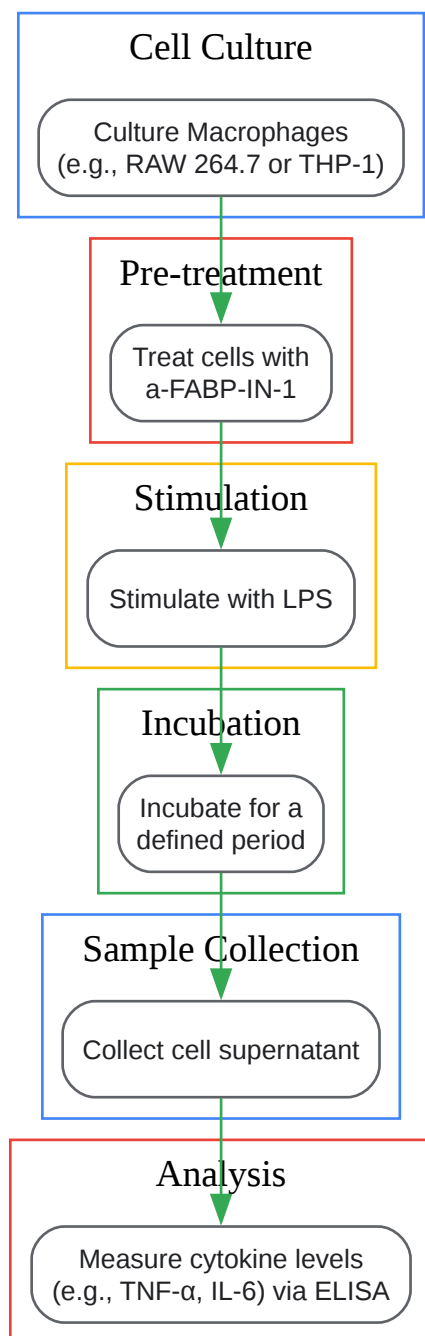 Cell Culture
Culture Macrophages
(e.g., RAW 264.7 or THP-1)
Pre-treatment
Treat cells with
a-FABP-IN-1
Stimulation
Stimulate with LPS
Incubation
Incubate for a
defined period
Sample Collection
Collect cell supernatant
Analysis
Measure cytokine levels
(e.g., TNF-α, IL-6) via ELISA